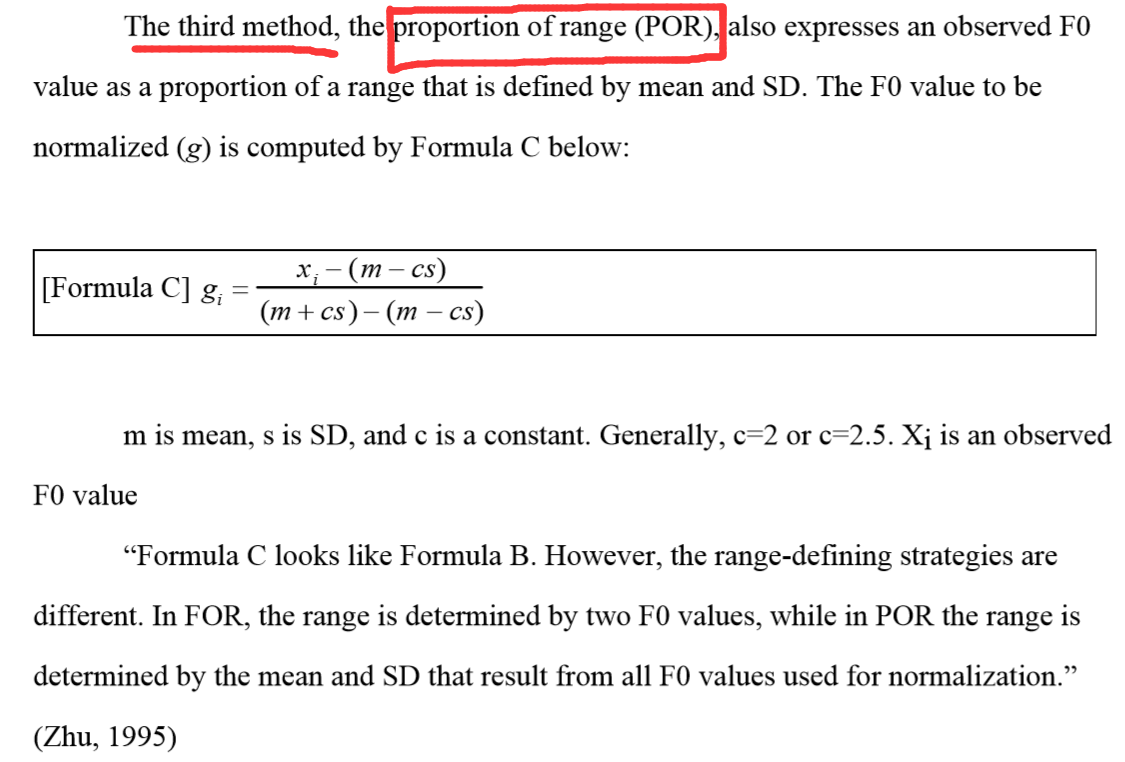 The third method, the proportion of range (POR), also expresses an observed F0
value as a proportion of a range that is defined by mean and SD. The F0 value to be
normalized (g) is computed by Formula C below:
[Formula C] gᵢ = (xᵢ − (m − cs)) / ((m + cs) − (m − cs))
m is mean, s is SD, and c is a constant. Generally, c=2 or c=2.5. Xi is an observed
F0 value
“Formula C looks like Formula B. However, the range-defining strategies are
different. In FOR, the range is determined by two F0 values, while in POR the range is
determined by the mean and SD that result from all F0 values used for normalization.”
(Zhu, 1995)